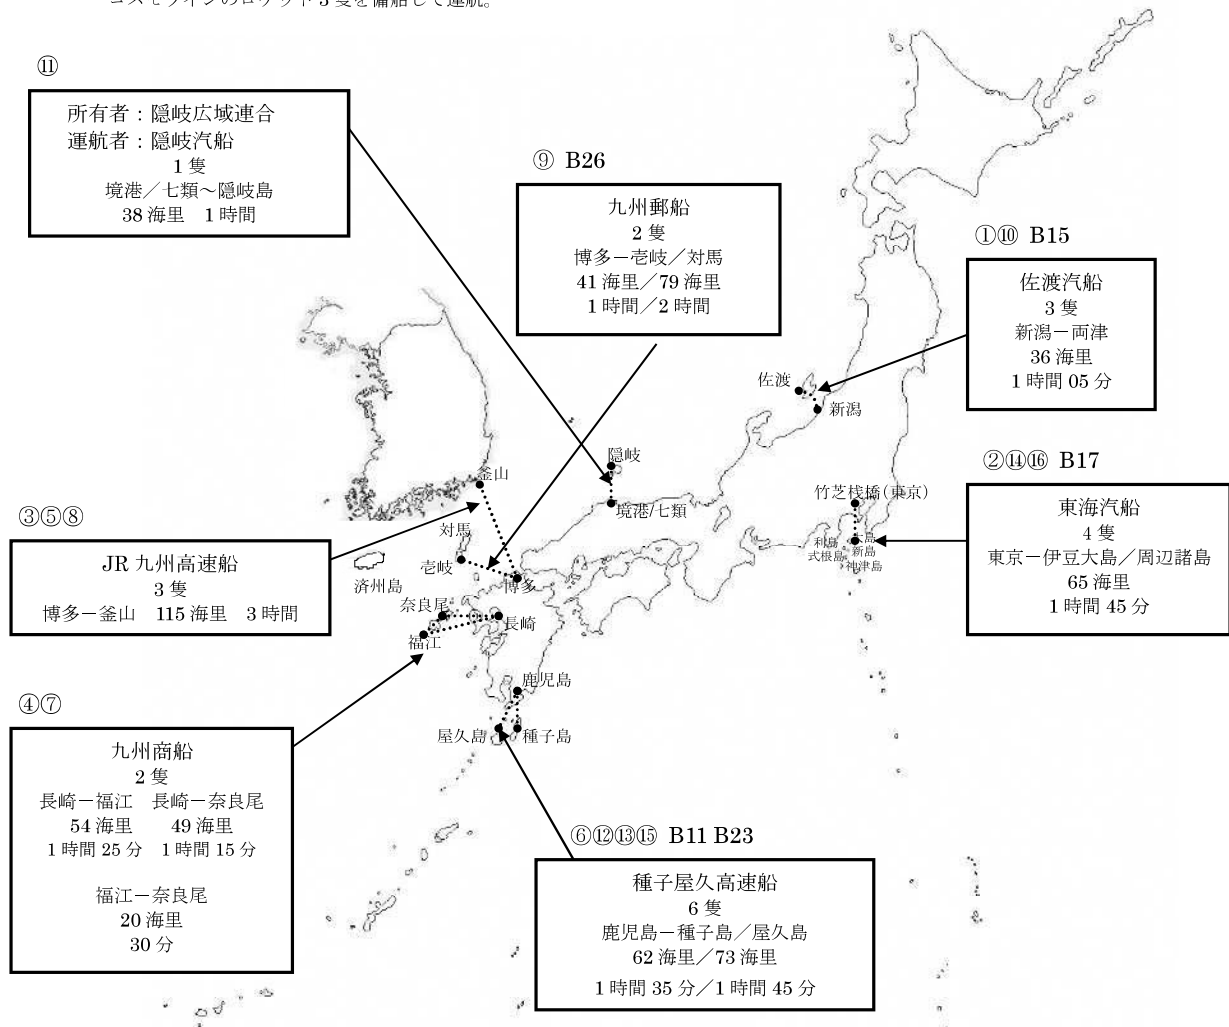 コスモラインのロケット3隻を傭船して運航。
⑪
所有者：隠岐広域連合
運航者：隠岐汽船
1隻
境港／七類～隠岐島
38海里　1時間
⑨ B26
九州郵船
2隻
博多－壱岐／対馬
41海里／79海里
1時間／2時間
①⑩ B15
佐渡汽船
3隻
新潟－両津
36海里
1時間05分
佐渡
新潟
隠岐
境港/七類
釜山
対馬
壱岐
博多
済州島
奈良尾
長崎
福江
鹿児島
屋久島
種子島
竹芝桟橋(東京)
大島
利島
新島
式根島
神津島
②⑭⑯ B17
東海汽船
4隻
東京－伊豆大島／周辺諸島
65海里
1時間45分
③⑤⑧
JR九州高速船
3隻
博多－釜山　115海里　3時間
④⑦
九州商船
2隻
長崎－福江　長崎－奈良尾
54海里　49海里
1時間25分　1時間15分
福江－奈良尾
20海里
30分
⑥⑫⑬⑮ B11 B23
種子屋久高速船
6隻
鹿児島－種子島／屋久島
62海里／73海里
1時間35分／1時間45分